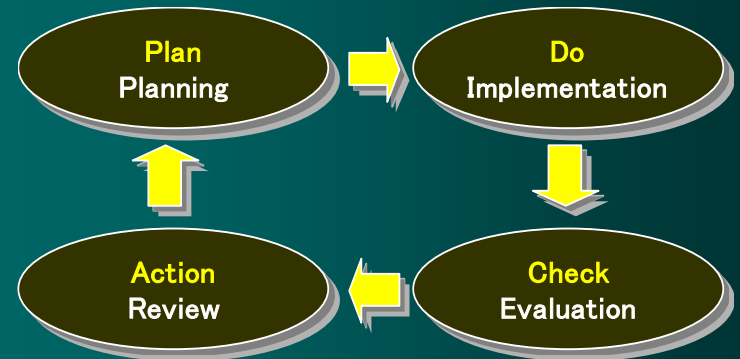 Plan
Planning
Do
Implementation
Action
Review
Check
Evaluation